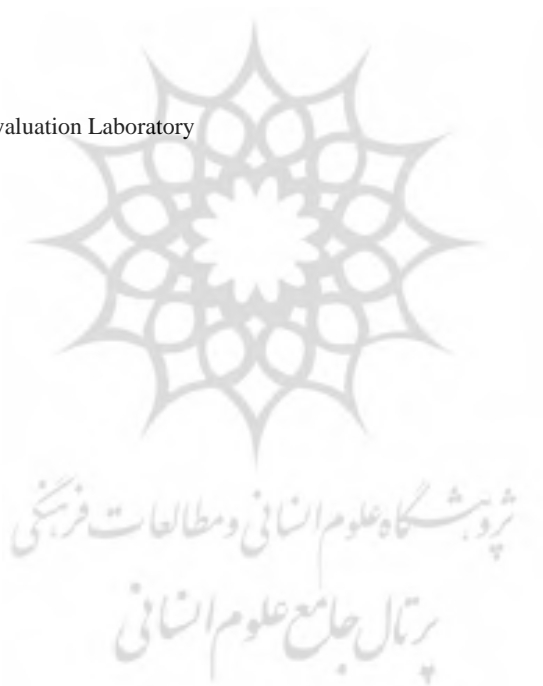 valuation Laboratory
پژوهشگاه علوم انسانی و مطالعات فرهنگی
پرتال جامع علوم انسانی